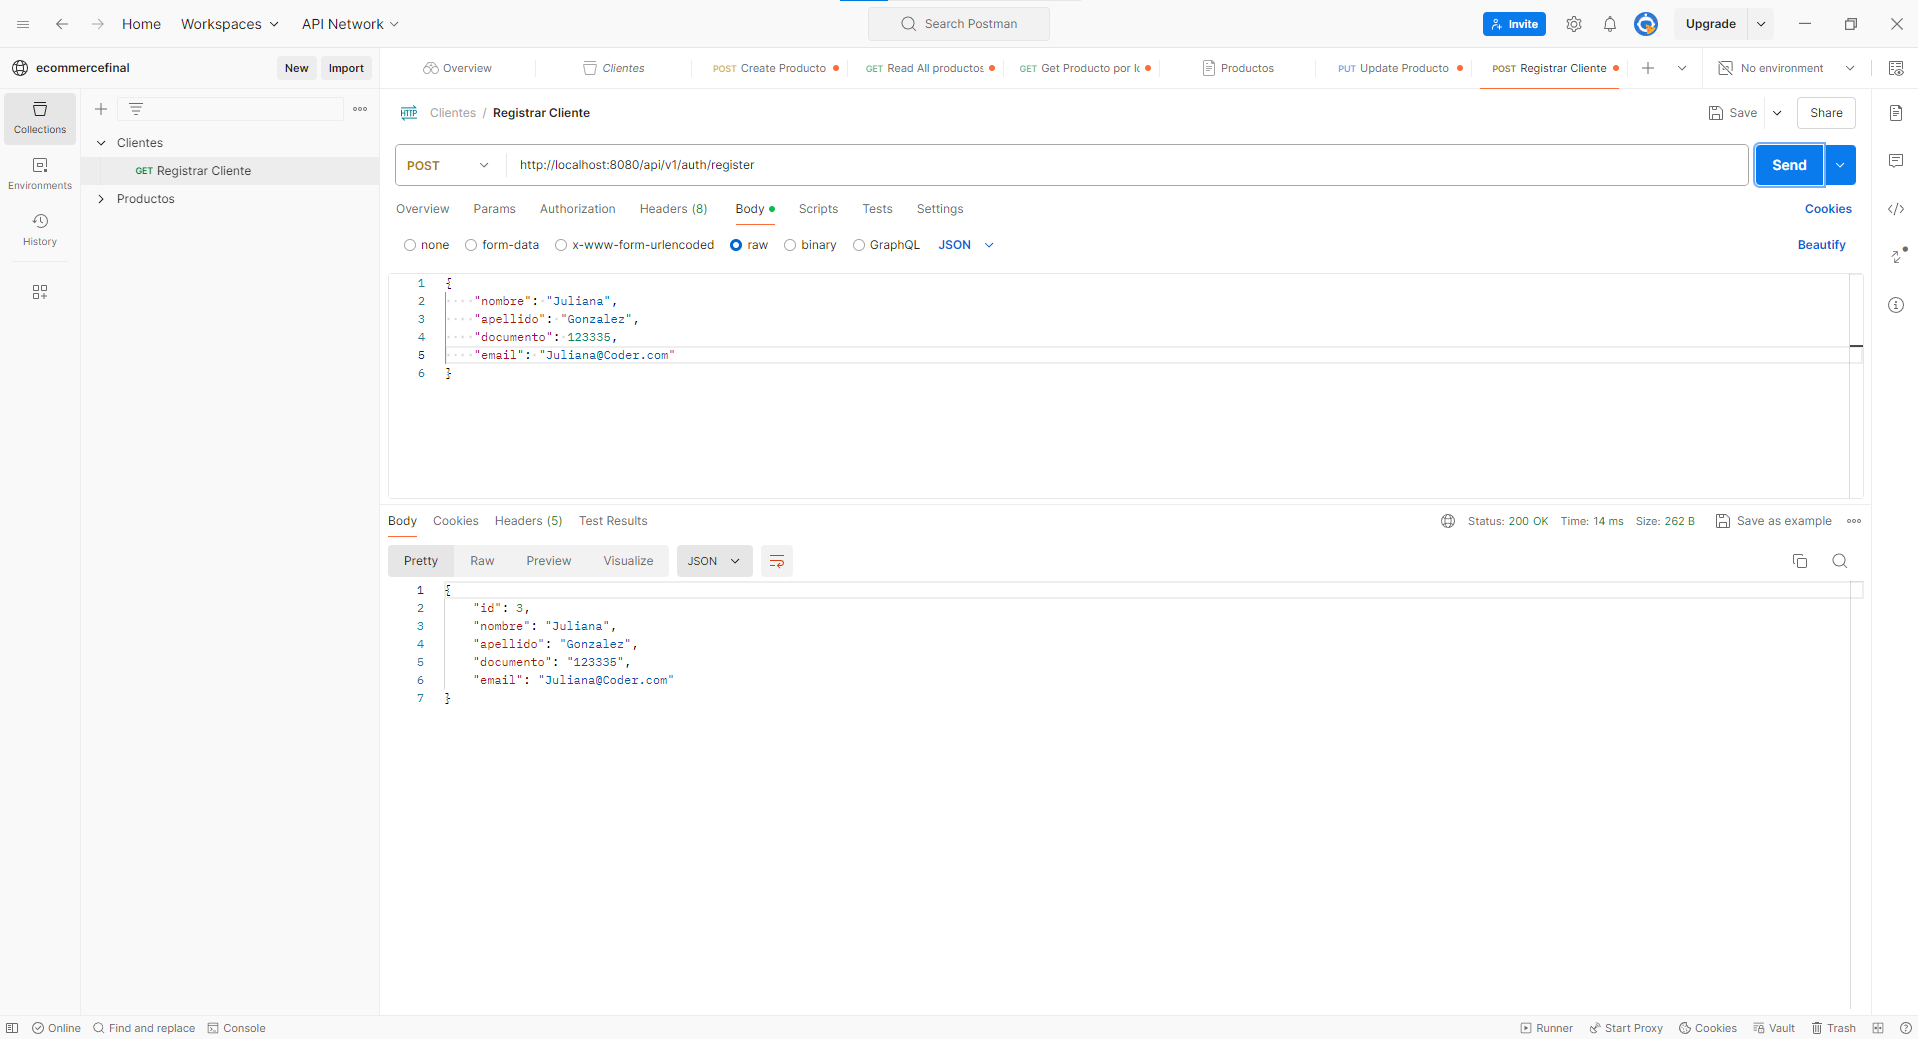 Home Workspaces API Network Search Postman Invite Upgrade
ecommercefinal New Import Overview Clientes POST Create Producto GET Read All productos GET Get Producto por Ic Productos PUT Update Producto POST Registrar Cliente No environment
Collections
Environments
History
Clientes
GET Registrar Cliente
Productos
HTTP Clientes / Registrar Cliente Save Share
POST http://localhost:8080/api/v1/auth/register Send
Overview Params Authorization Headers (8) Body Scripts Tests Settings Cookies
none form-data x-www-form-urlencoded raw binary GraphQL JSON Beautify
1 {
2 "nombre": "Juliana",
3 "apellido": "Gonzalez",
4 "documento": 123335,
5 "email": "Juliana@Coder.com"
6 }
Body Cookies Headers (5) Test Results Status: 200 OK Time: 14 ms Size: 262 B Save as example
Pretty Raw Preview Visualize JSON
1 {
2 "id": 3,
3 "nombre": "Juliana",
4 "apellido": "Gonzalez",
5 "documento": "123335",
6 "email": "Juliana@Coder.com"
7 }
Online Find and replace Console Runner Start Proxy Cookies Vault Trash